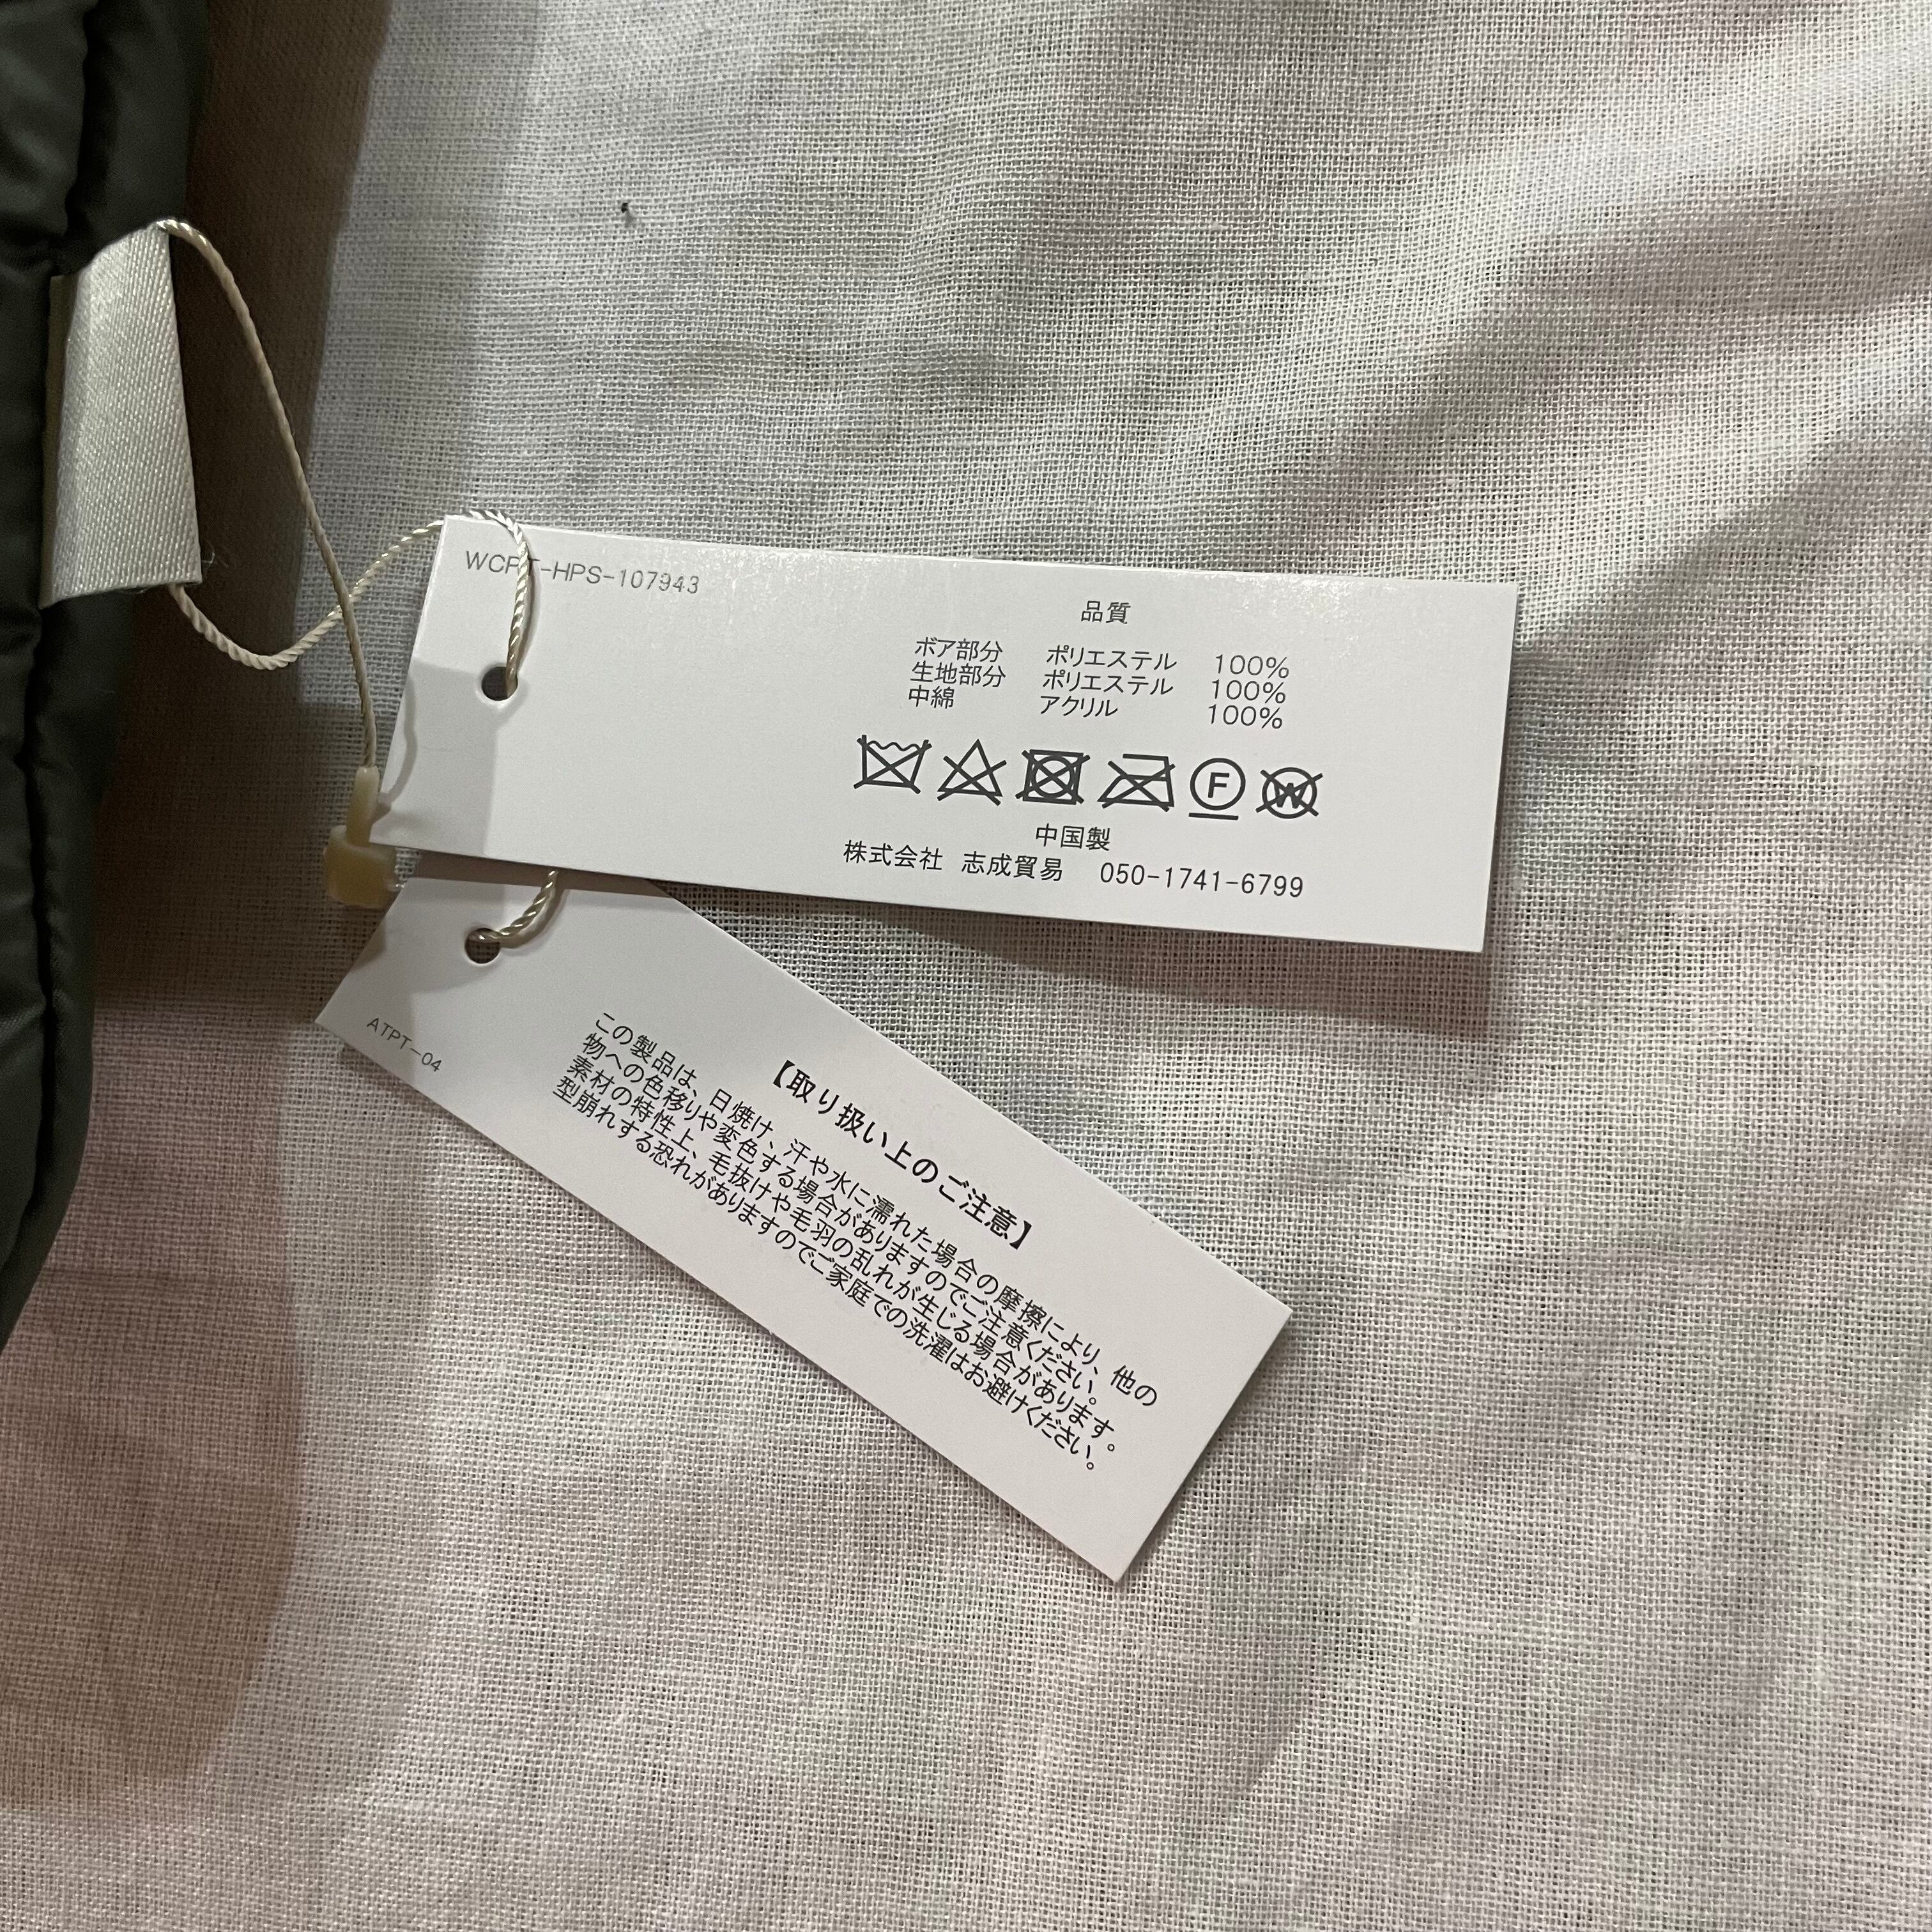 WCPT-HPS-107943
品質
ボア部分 ポリエステル 100%
生地部分 ポリエステル 100%
中綿 アクリル 100%
F W
中国製
株式会社 志成貿易 050-1741-6799
ATPT-04
【取り扱い上のご注意】
この製品は、日焼け、汗や水に濡れた場合の摩擦により、他の
物への色移りや変色する場合がありますのでご注意ください。
素材の特性上、毛抜けや毛羽の乱れが生じる場合があります。
型崩れする恐れがありますのでご家庭での洗濯はお避けください。